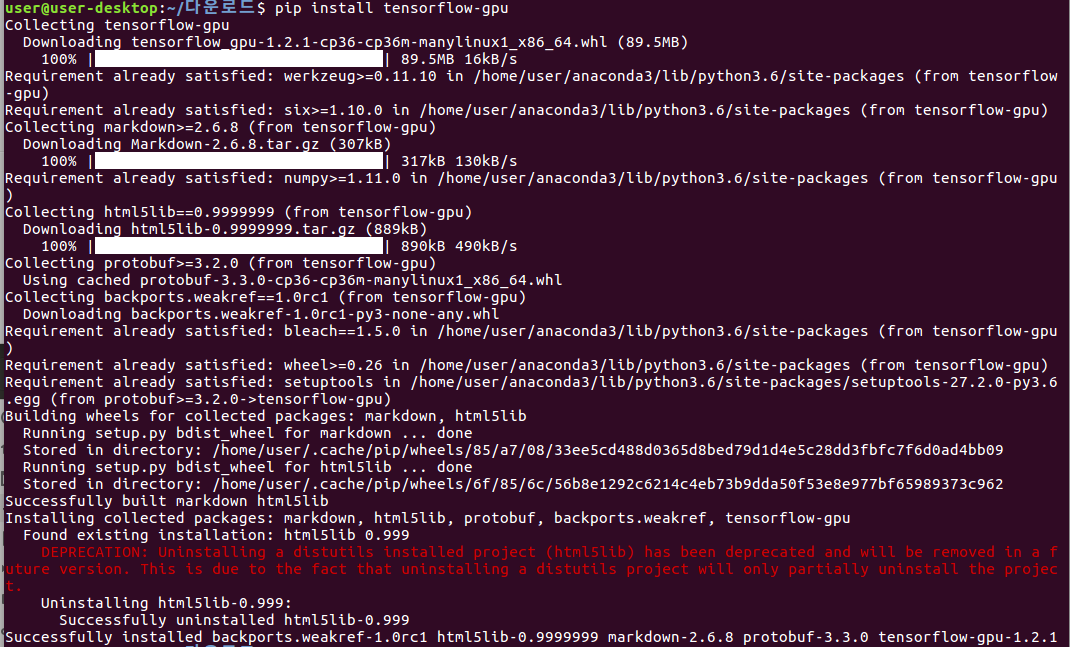 user@user-desktop:~/다운로드$ pip install tensorflow-gpu
Collecting tensorflow-gpu
  Downloading tensorflow_gpu-1.2.1-cp36-cp36m-manylinux1_x86_64.whl (89.5MB)
    100% |████████████████████████████████| 89.5MB 16kB/s
Requirement already satisfied: werkzeug>=0.11.10 in /home/user/anaconda3/lib/python3.6/site-packages (from tensorflow
-gpu)
Requirement already satisfied: six>=1.10.0 in /home/user/anaconda3/lib/python3.6/site-packages (from tensorflow-gpu)
Collecting markdown>=2.6.8 (from tensorflow-gpu)
  Downloading Markdown-2.6.8.tar.gz (307kB)
    100% |████████████████████████████████| 317kB 130kB/s
Requirement already satisfied: numpy>=1.11.0 in /home/user/anaconda3/lib/python3.6/site-packages (from tensorflow-gpu
)
Collecting html5lib==0.9999999 (from tensorflow-gpu)
  Downloading html5lib-0.9999999.tar.gz (889kB)
    100% |████████████████████████████████| 890kB 490kB/s
Collecting protobuf>=3.2.0 (from tensorflow-gpu)
  Using cached protobuf-3.3.0-cp36-cp36m-manylinux1_x86_64.whl
Collecting backports.weakref==1.0rc1 (from tensorflow-gpu)
  Downloading backports.weakref-1.0rc1-py3-none-any.whl
Requirement already satisfied: bleach==1.5.0 in /home/user/anaconda3/lib/python3.6/site-packages (from tensorflow-gpu
)
Requirement already satisfied: wheel>=0.26 in /home/user/anaconda3/lib/python3.6/site-packages (from tensorflow-gpu)
Requirement already satisfied: setuptools in /home/user/anaconda3/lib/python3.6/site-packages/setuptools-27.2.0-py3.6
.egg (from protobuf>=3.2.0->tensorflow-gpu)
Building wheels for collected packages: markdown, html5lib
  Running setup.py bdist_wheel for markdown ... done
  Stored in directory: /home/user/.cache/pip/wheels/85/a7/08/33ee5cd488d0365d8bed79d1d4e5c28dd3fbfc7f6d0ad4bb09
  Running setup.py bdist_wheel for html5lib ... done
  Stored in directory: /home/user/.cache/pip/wheels/6f/85/6c/56b8e1292c6214c4eb73b9dda50f53e8e977bf65989373c962
Successfully built markdown html5lib
Installing collected packages: markdown, html5lib, protobuf, backports.weakref, tensorflow-gpu
  Found existing installation: html5lib 0.999
    DEPRECATION: Uninstalling a distutils installed project (html5lib) has been deprecated and will be removed in a f
uture version. This is due to the fact that uninstalling a distutils project will only partially uninstall the projec
t.
    Uninstalling html5lib-0.999:
      Successfully uninstalled html5lib-0.999
Successfully installed backports.weakref-1.0rc1 html5lib-0.9999999 markdown-2.6.8 protobuf-3.3.0 tensorflow-gpu-1.2.1